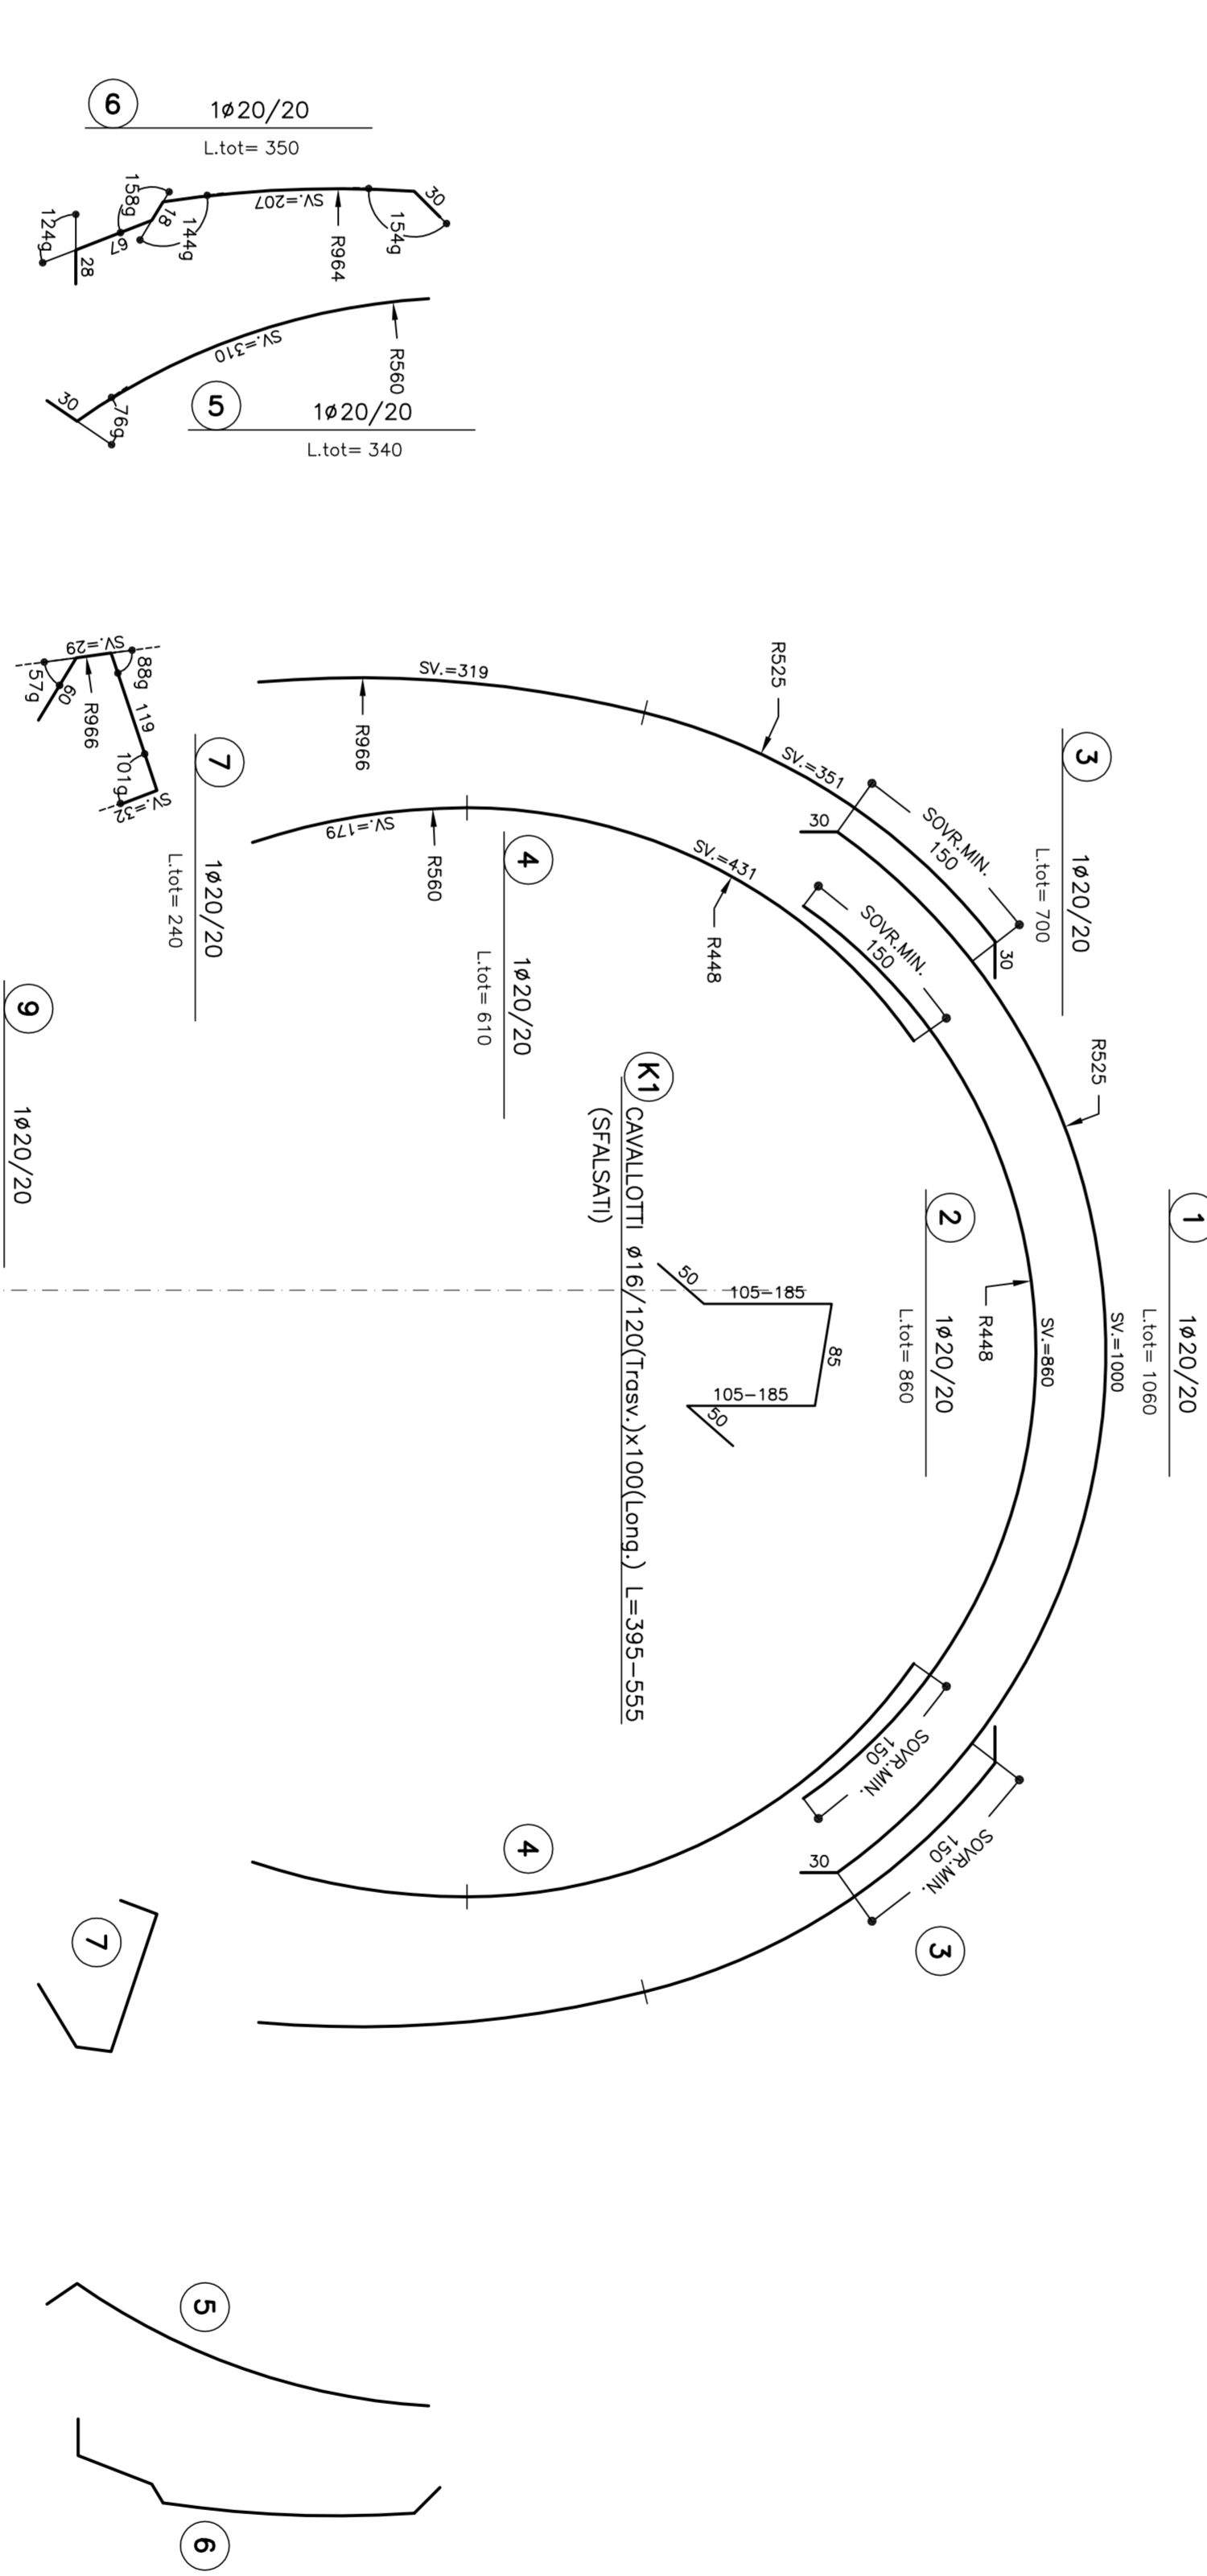 6
1ø20/20
L.tot= 350
30
SV.=207
R964
154g
158g
18
144g
124g
67
28
R560
SV.=310
30
76g
5
1ø20/20
L.tot= 340
SV.=29
88g
119
60
57g
R966
101g
SV.=32
7
1ø20/20
L.tot= 240
SV.=319
R966
R525
SV.=351
3
1ø20/20
L.tot= 700
SOVR.MIN.
150
30
30
SV.=179
R560
4
1ø20/20
L.tot= 610
SV.=431
R448
SOVR.MIN.
150
9
1ø20/20
K1
CAVALLOTTI ø16/120(Trasv.)x100(Long.) L=395-555
(SFALSATI)
50
105-185
85
105-185
50
R525
1
1ø20/20
L.tot= 1060
SV.=1000
2
1ø20/20
L.tot= 860
R448
SV.=860
SOVR.MIN.
150
SOVR.MIN.
150
30
3
4
7
5
6